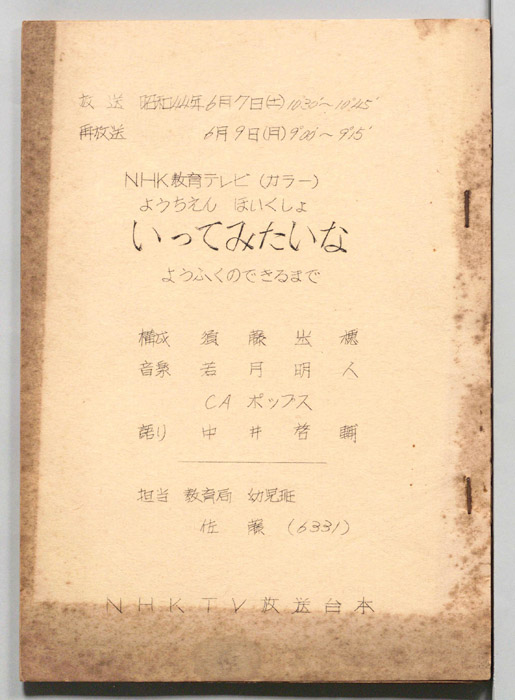 放送 昭和44年6月7日(土)10:30'～10:45'
再放送 6月9日(月)9:00'～9:15'
NHK教育テレビ(カラー)
ようちえん ほいくしょ
いってみたいな
ようふくのできるまで
構成 須藤出穂
音楽 若月明人
CAポップス
語り 中井啓輔
担当 教育局 幼児班
佐藤(6331)
NHKTV放送台本